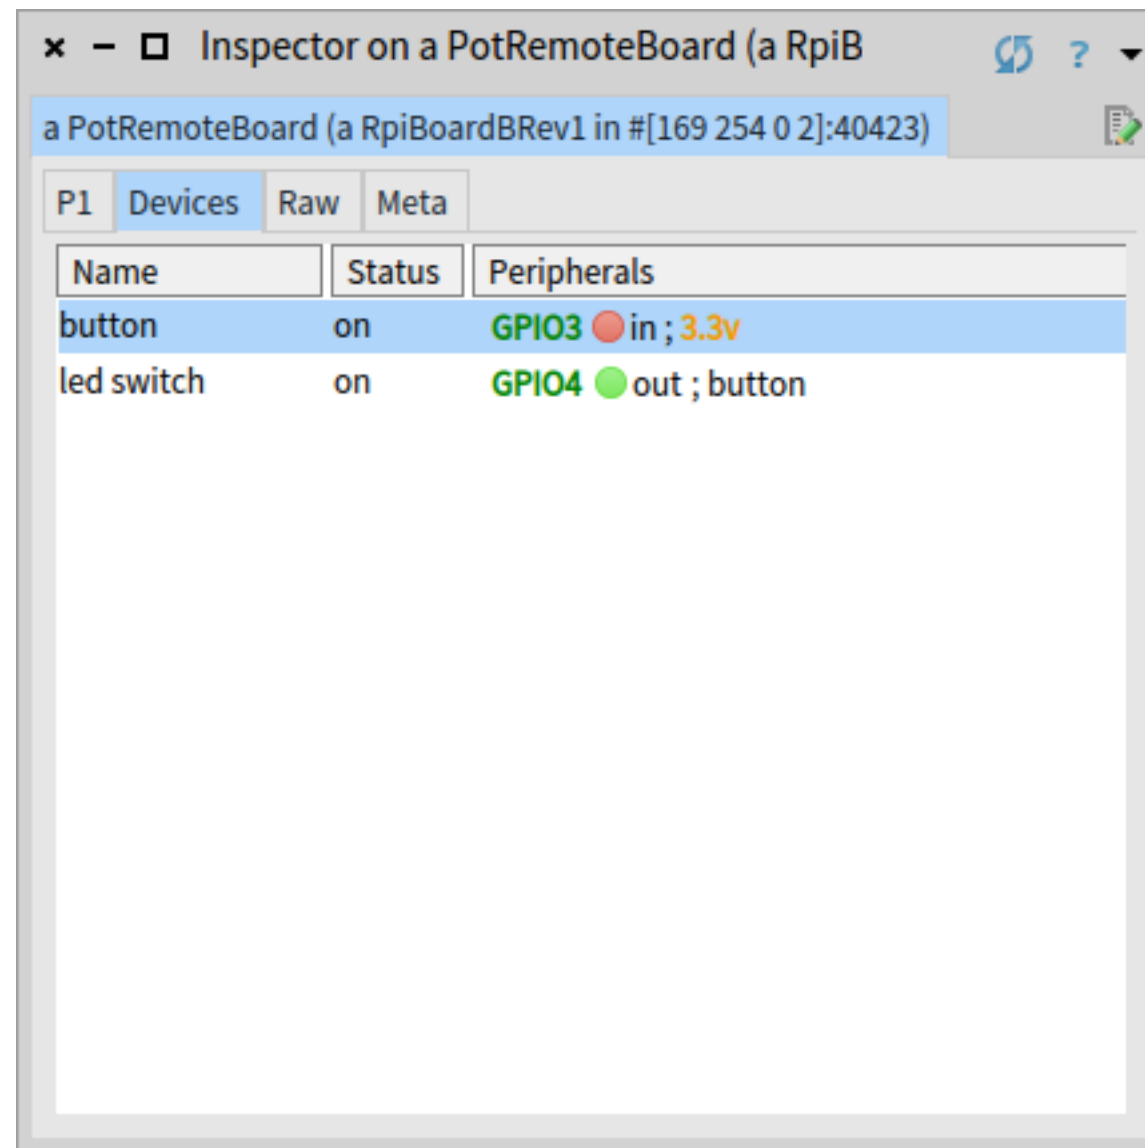 Inspector on a PotRemoteBoard (a RpiB ?
a PotRemoteBoard (a RpiBoardBRev1 in #[169 254 0 2]:40423)
P1 Devices Raw Meta
Name Status Peripherals
button on GPIO3 in ; 3.3v
led switch on GPIO4 out ; button